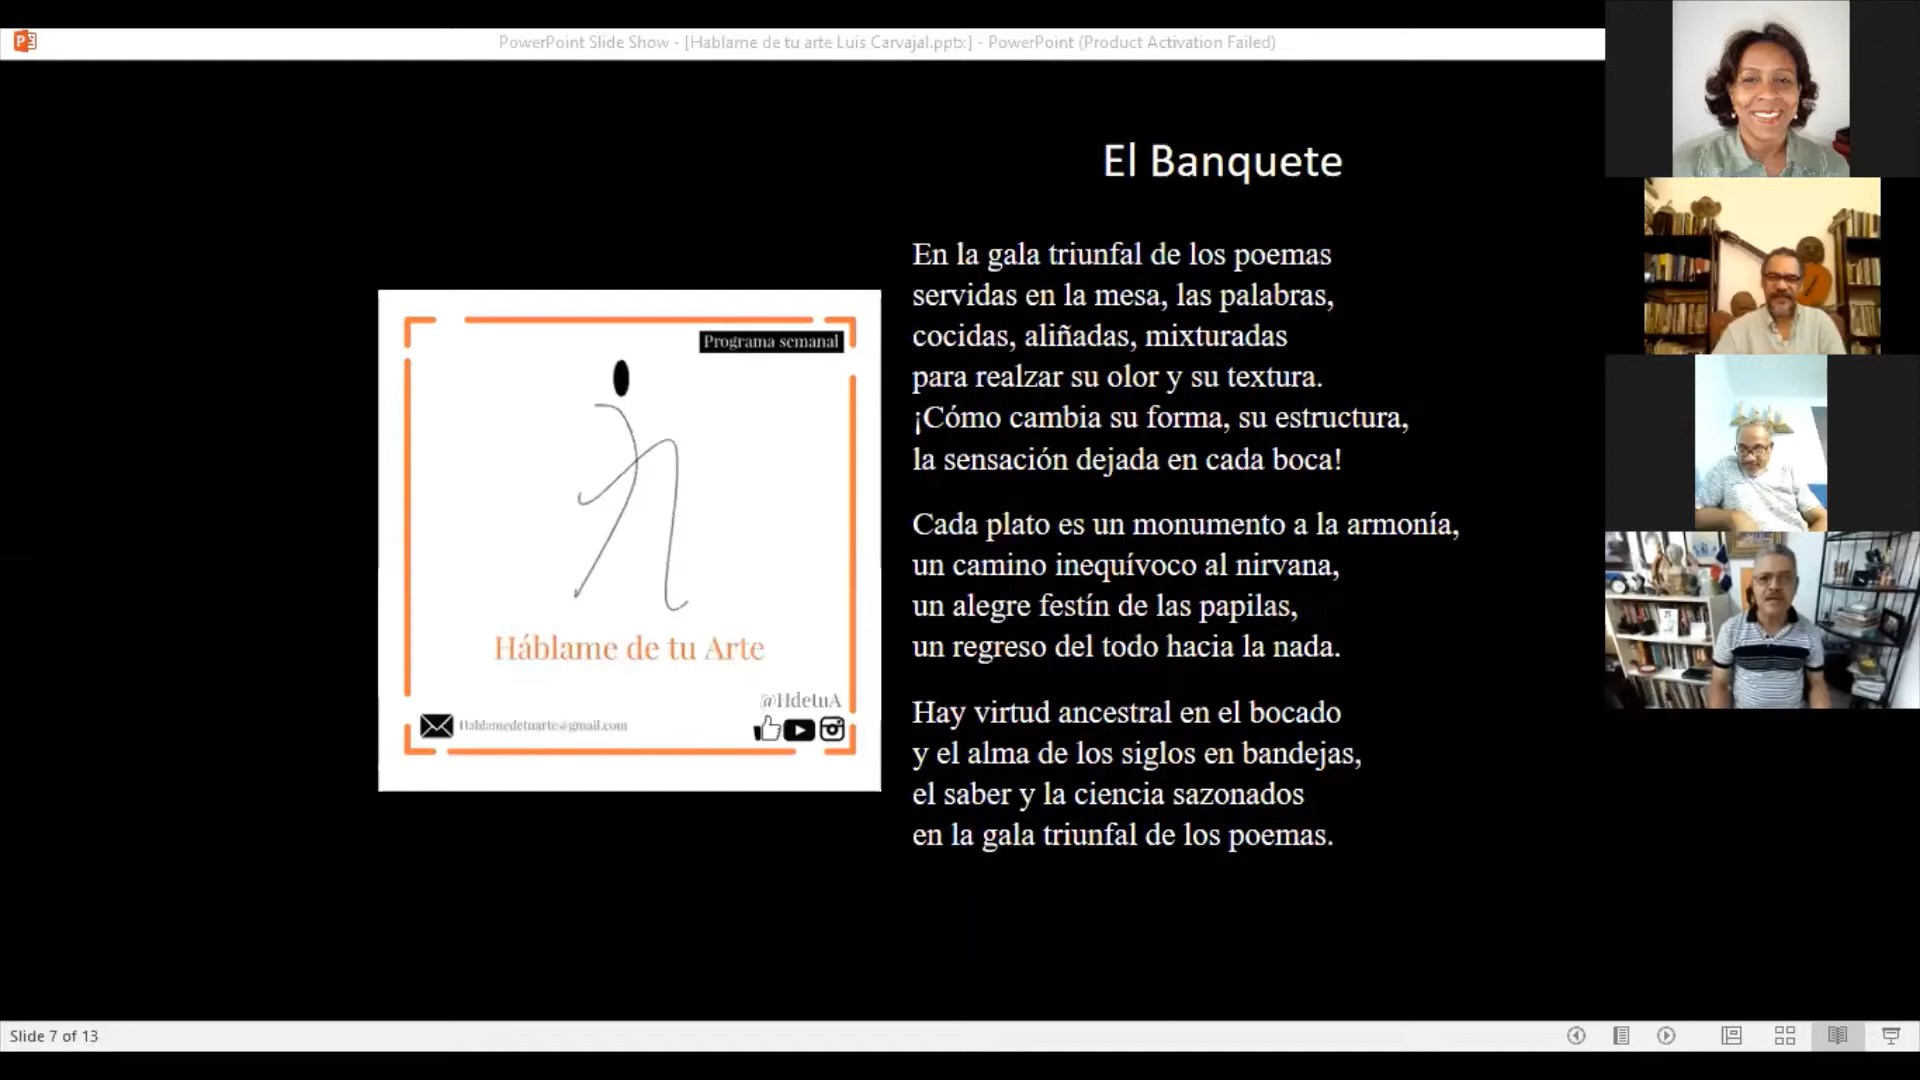 PowerPoint Slide Show - [Hablame de tu arte Luis Carvajal.pptx] - PowerPoint (Product Activation Failed)
El Banquete
En la gala triunfal de los poemas
servidas en la mesa, las palabras,
cocidas, aliñadas, mixturadas
para realzar su olor y su textura.
¡Cómo cambia su forma, su estructura,
la sensación dejada en cada boca!
Cada plato es un monumento a la armonía,
un camino inequívoco al nirvana,
un alegre festín de las papilas,
un regreso del todo hacia la nada.
Hay virtud ancestral en el bocado
y el alma de los siglos en bandejas,
el saber y la ciencia sazonados
en la gala triunfal de los poemas.
Programa semanal
Háblame de tu Arte
@HdetuA
Hablamedetuarte@gmail.com
Slide 7 of 13